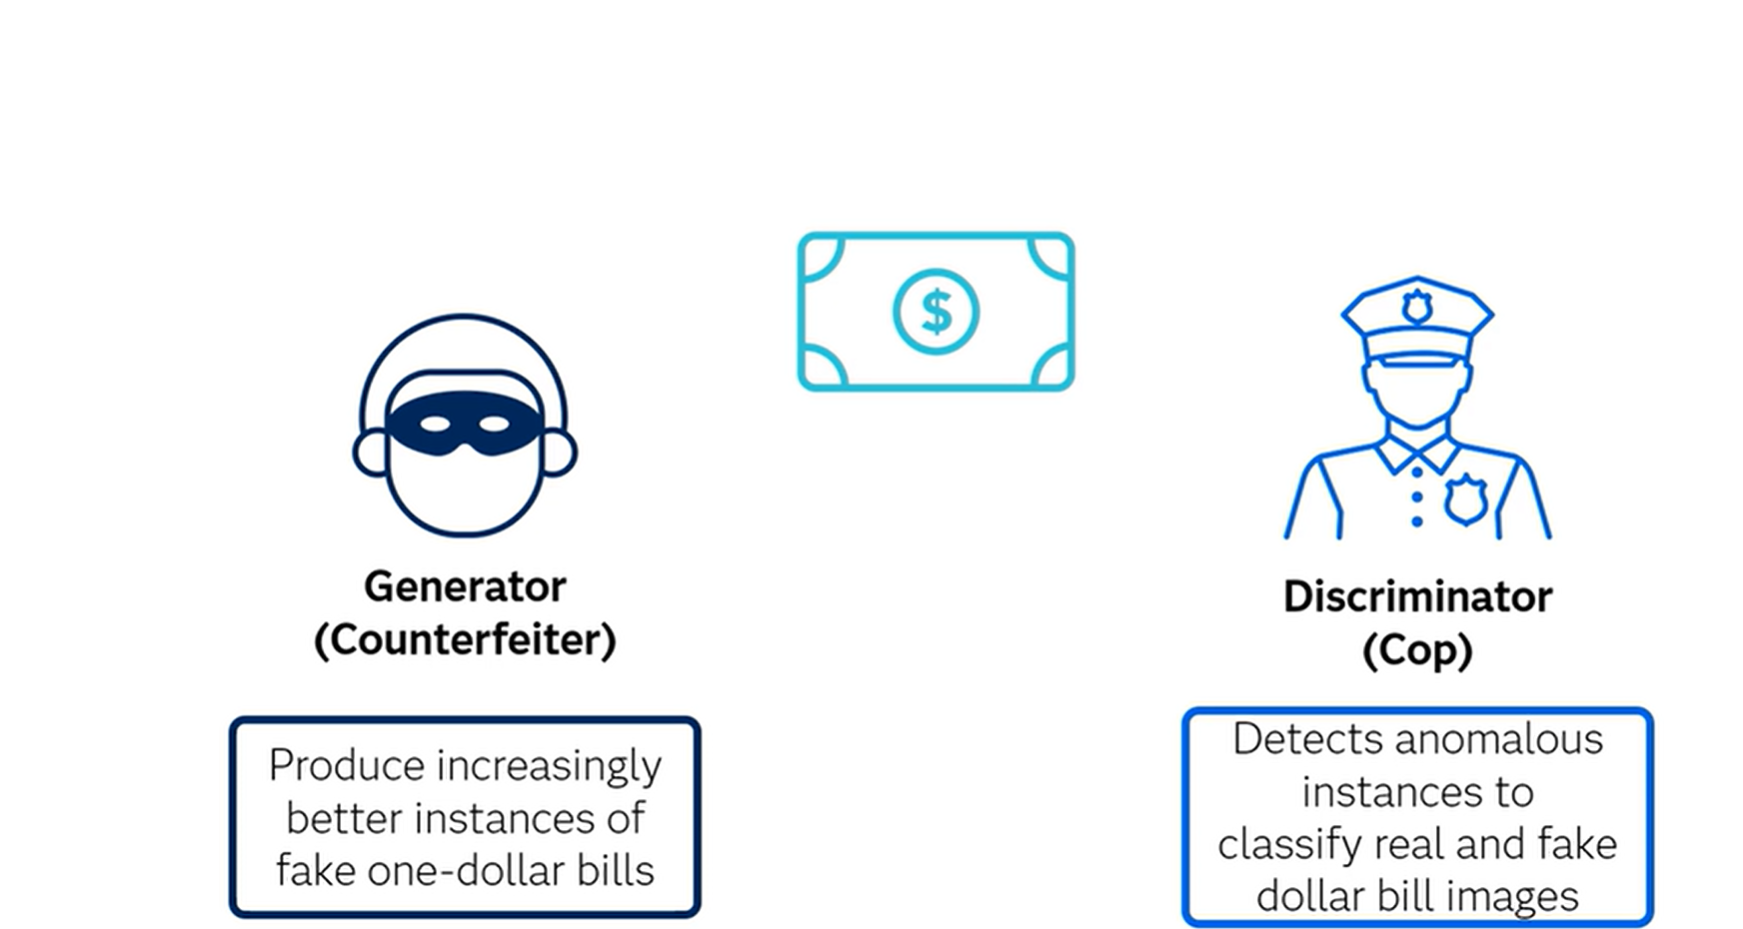 $
Generator
(Counterfeiter)
Produce increasingly
better instances of
fake one-dollar bills
Discriminator
(Cop)
Detects anomalous
instances to
classify real and fake
dollar bill images